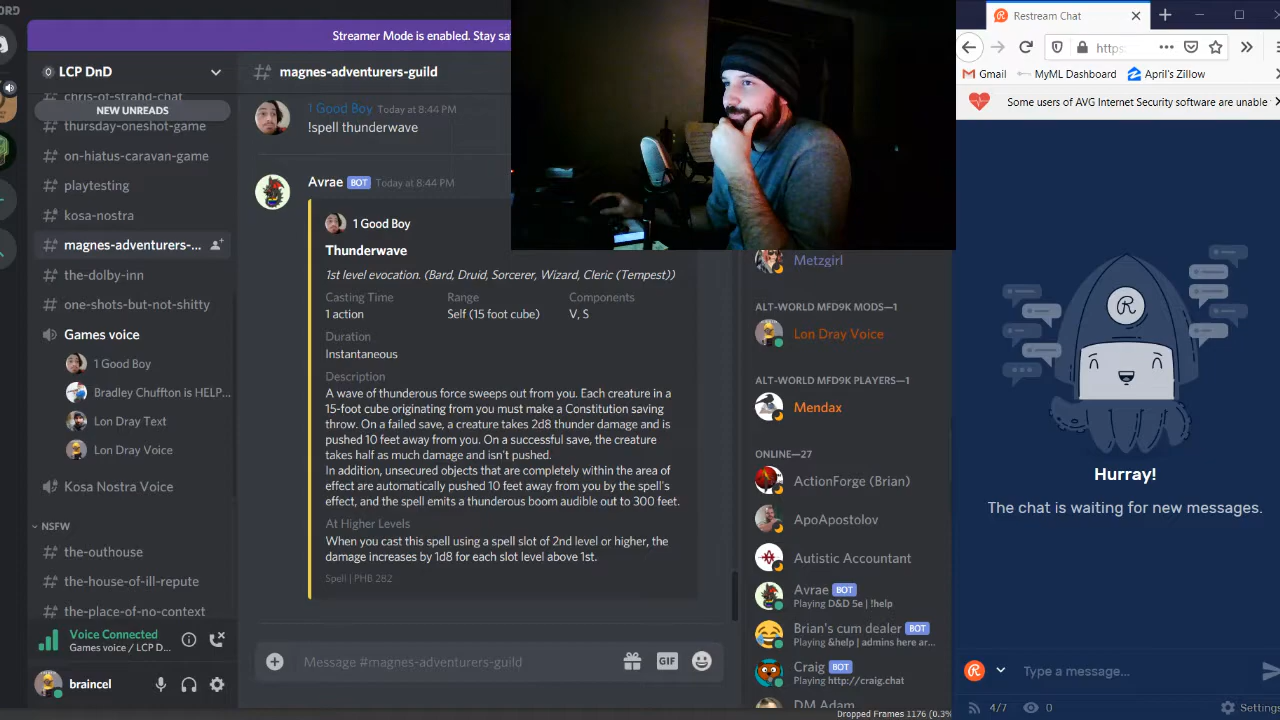 ORD
Streamer Mode is enabled. Stay saf
LCP DnD
chris-of-strahd-chat
NEW UNREADS
thursday-oneshot-game
on-hiatus-caravan-game
playtesting
kosa-nostra
magnes-adventurers-...
the-dolby-inn
one-shots-but-not-shitty
Games voice
1 Good Boy
Bradley Chuffton is HELP...
Lon Dray Text
Lon Dray Voice
NSFW
the-outhouse
the-house-of-ill-repute
the-place-of-no-context
Voice Connected
Games voice / LCP D...
magnes-adventurers-guild
1 Good Boy Today at 8:44 PM
!spell thunderwave
Avrae BOT Today at 8:44 PM
1 Good Boy
Thunderwave
1st level evocation. (Bard, Druid, Sorcerer, Wizard, Cleric (Tempest))
Casting Time Range Components
1 action Self (15 foot cube) V, S
Duration
Instantaneous
Description
A wave of thunderous force sweeps out from you. Each creature in a
15-foot cube originating from you must make a Constitution saving
throw. On a failed save, a creature takes 2d8 thunder damage and is
pushed 10 feet away from you. On a successful save, the creature
takes half as much damage and isn't pushed.
In addition, unsecured objects that are completely within the area of
effect are automatically pushed 10 feet away from you by the spell's
effect, and the spell emits a thunderous boom audible out to 300 feet.
At Higher Levels
When you cast this spell using a spell slot of 2nd level or higher, the
damage increases by 1d8 for each slot level above 1st.
Spell | PHB 282
Message #magnes-adventurers-guild
GIF
Metzgirl
ALT-WORLD MFD9K MODS—1
Lon Dray Voice
ALT-WORLD MFD9K PLAYERS—1
Mendax
ONLINE—27
ActionForge (Brian)
ApoApostolov
Autistic Accountant
Avrae BOT
Playing D&D 5e | !help
Brian's cum dealer BOT
Playing &help | admins here ar...
Craig BOT
Playing http://craig.chat
DM Adam
Dropped Frames 1176 (0.3%
Restream Chat
https:
Gmail MyML Dashboard April's Zillow
Some users of AVG Internet Security software are unable
Hurray!
The chat is waiting for new messages.
Type a message...
4/7 0 Settings